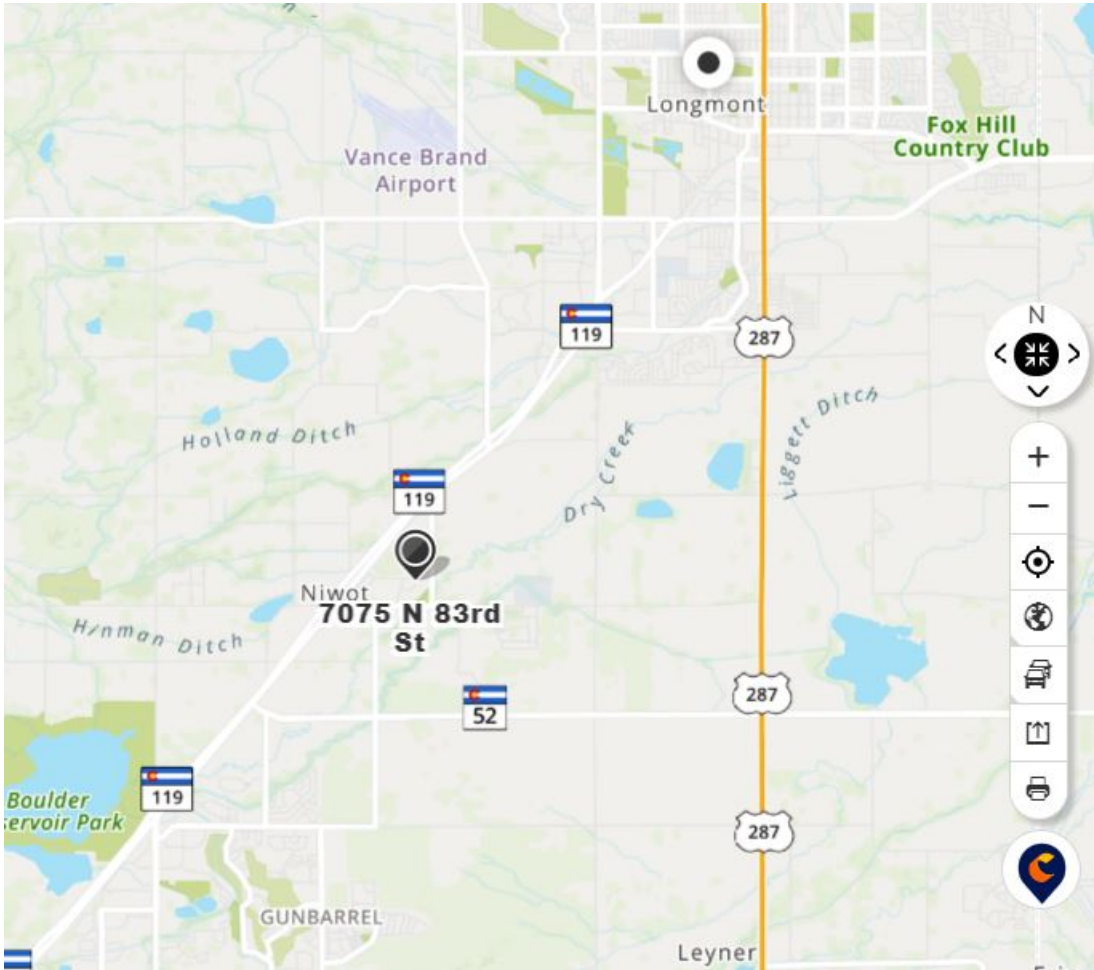 Longmont
Fox Hill
Country Club
Vance Brand
Airport
119
287
N
Liggett Ditch
Holland Ditch
Dry Creek
119
Niwot
7075 N 83rd
St
Hinman Ditch
287
52
119
Boulder
servoir Park
287
GUNBARREL
Leyner